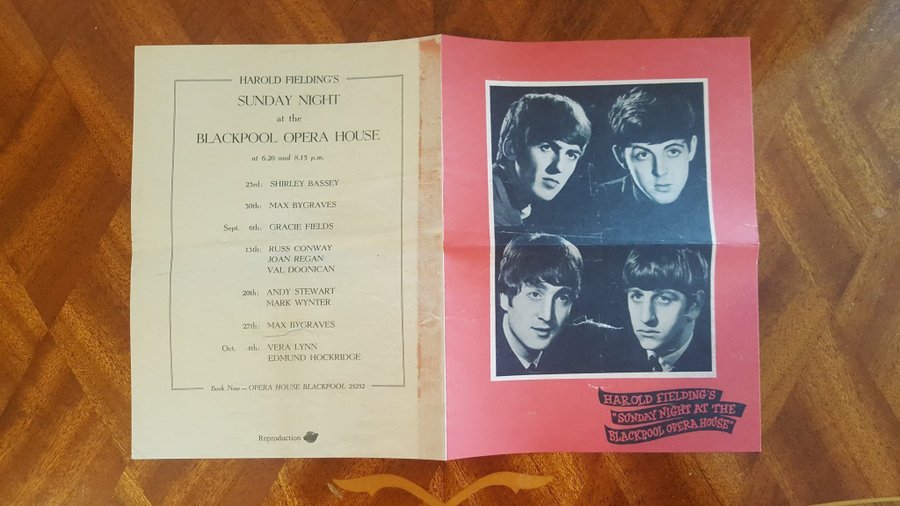 HAROLD FIELDING'S
SUNDAY NIGHT
at the
BLACKPOOL OPERA HOUSE
at 6.20 and 8.15 p.m.
23rd: SHIRLEY BASSEY
30th: MAX BYGRAVES
Sept. 6th: GRACIE FIELDS
13th: RUSS CONWAY
JOAN REGAN
VAL DOONICAN
20th: ANDY STEWART
MARK WYNTER
27th: MAX BYGRAVES
Oct. 4th: VERA LYNN
EDMUND HOCKRIDGE
Book Now — OPERA HOUSE BLACKPOOL 25252
Reproduction
HAROLD FIELDING'S
"SUNDAY NIGHT AT THE
BLACKPOOL OPERA HOUSE"